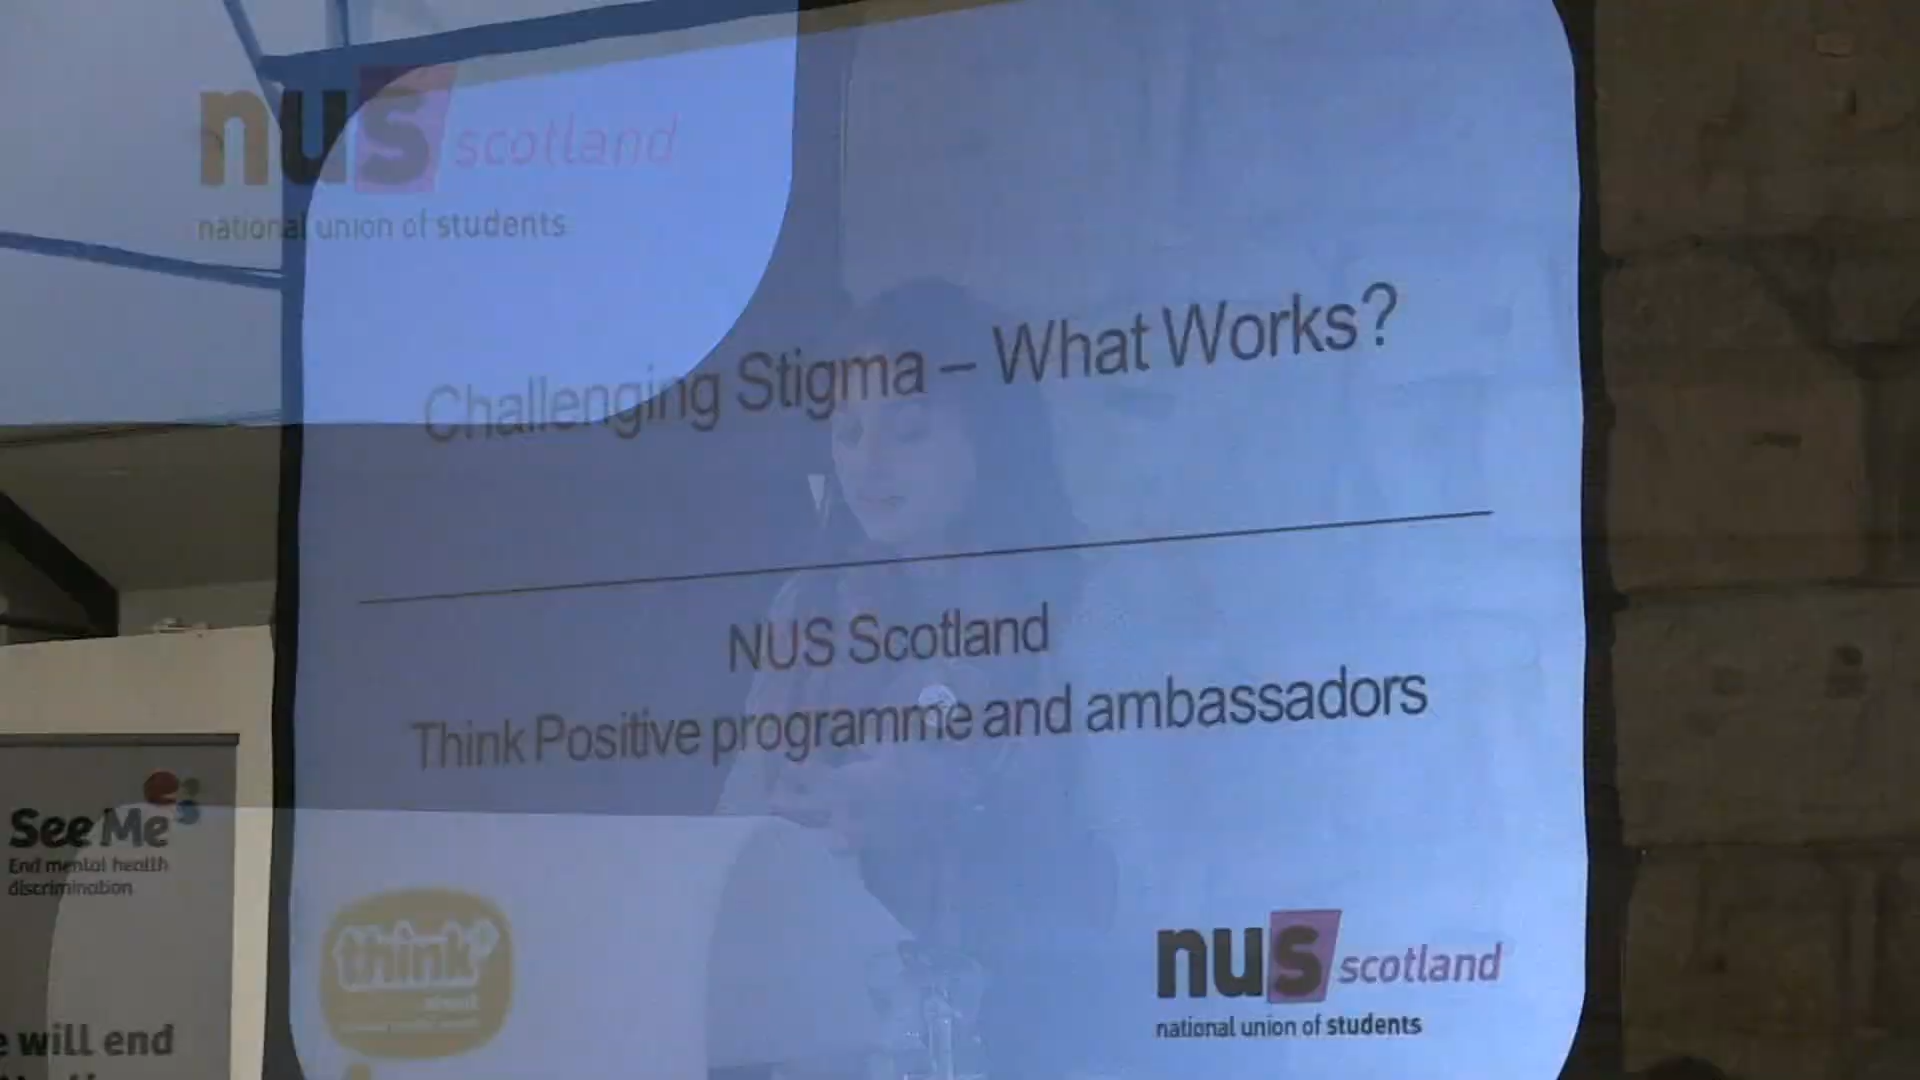 nus scotland
national union of students
Challenging Stigma – What Works?
NUS Scotland
Think Positive programme and ambassadors
See Me
End mental health
discrimination
will end
think
nus scotland
national union of students